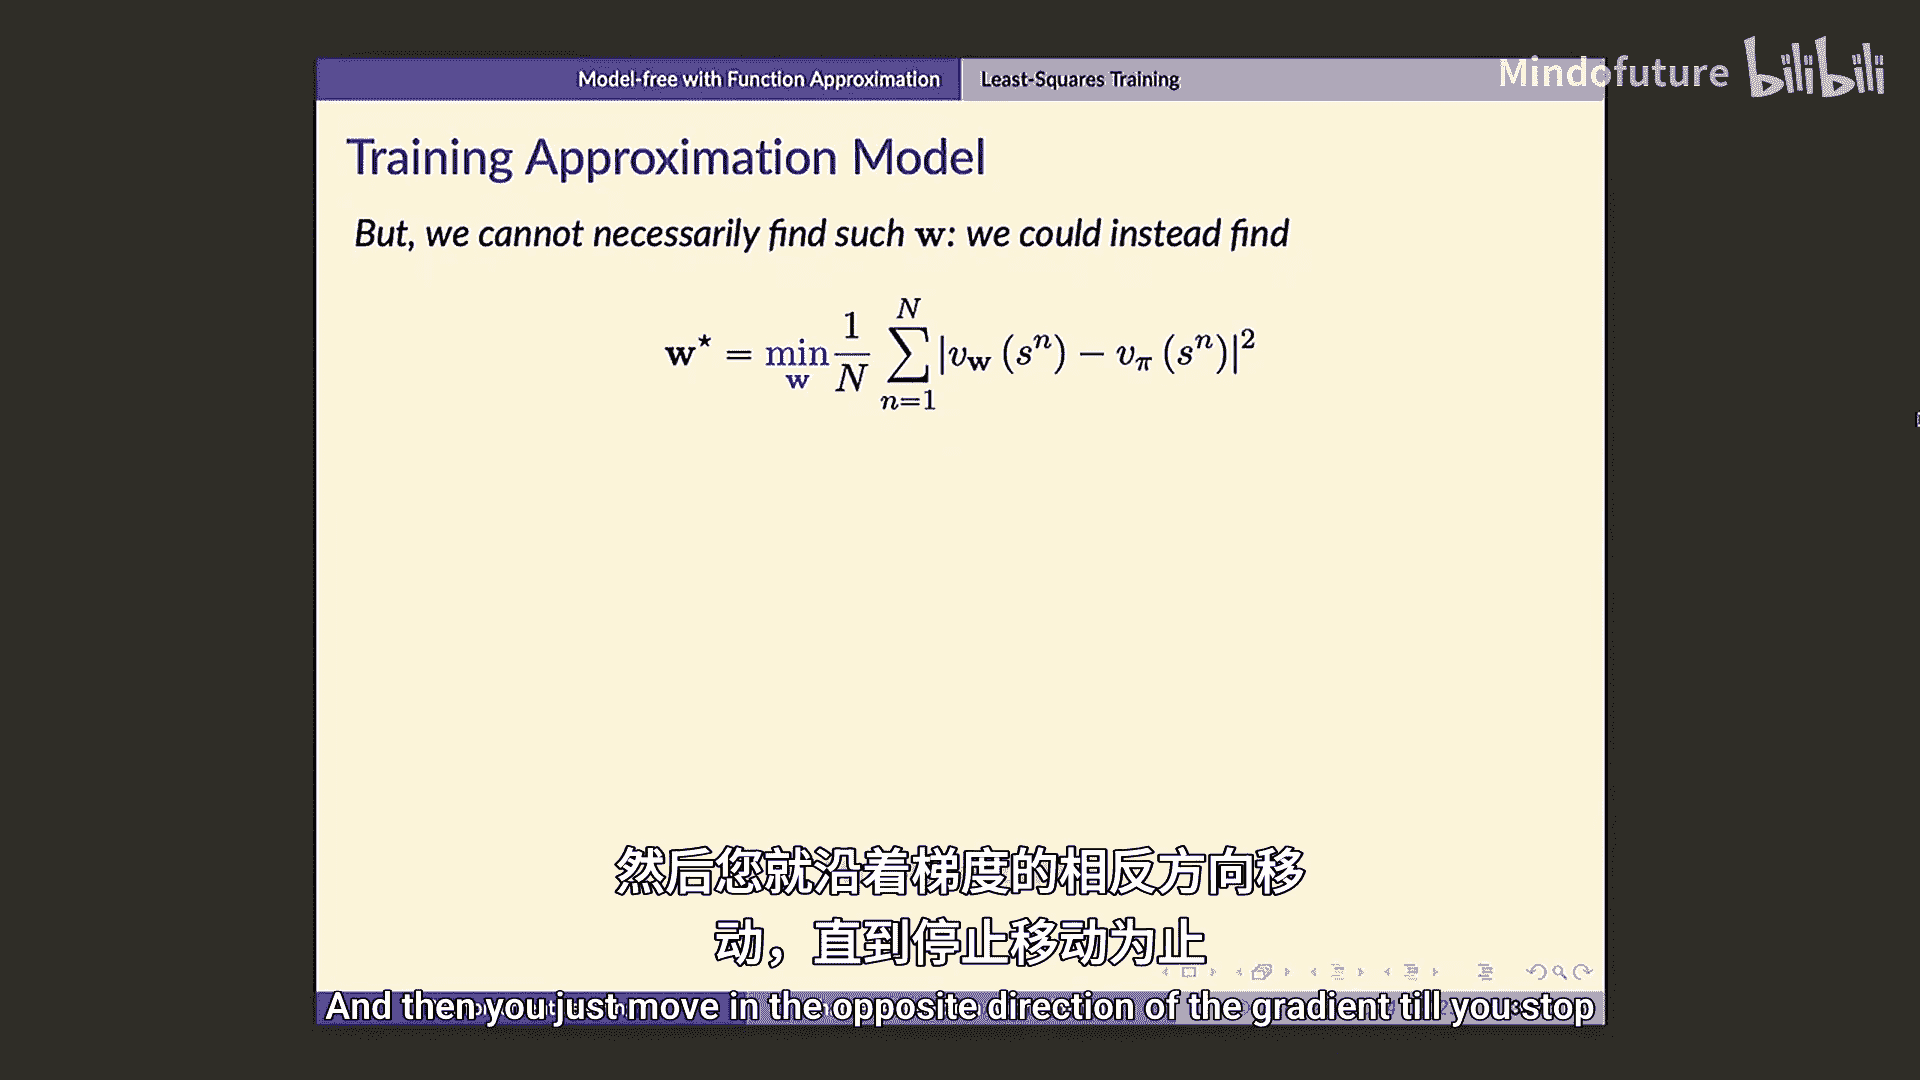 Model-free with Function Approximation
Least-Squares Training
Mindofuture bilibili
Training Approximation Model
But, we cannot necessarily find such w: we could instead find
w⋆ = min_w 1/N ∑_{n=1}^{N} |v_w (sⁿ) − v_π (sⁿ)|²
然后您就沿着梯度的相反方向移
动，直到停止移动为止
And then you just move in the opposite direction of the gradient till you stop